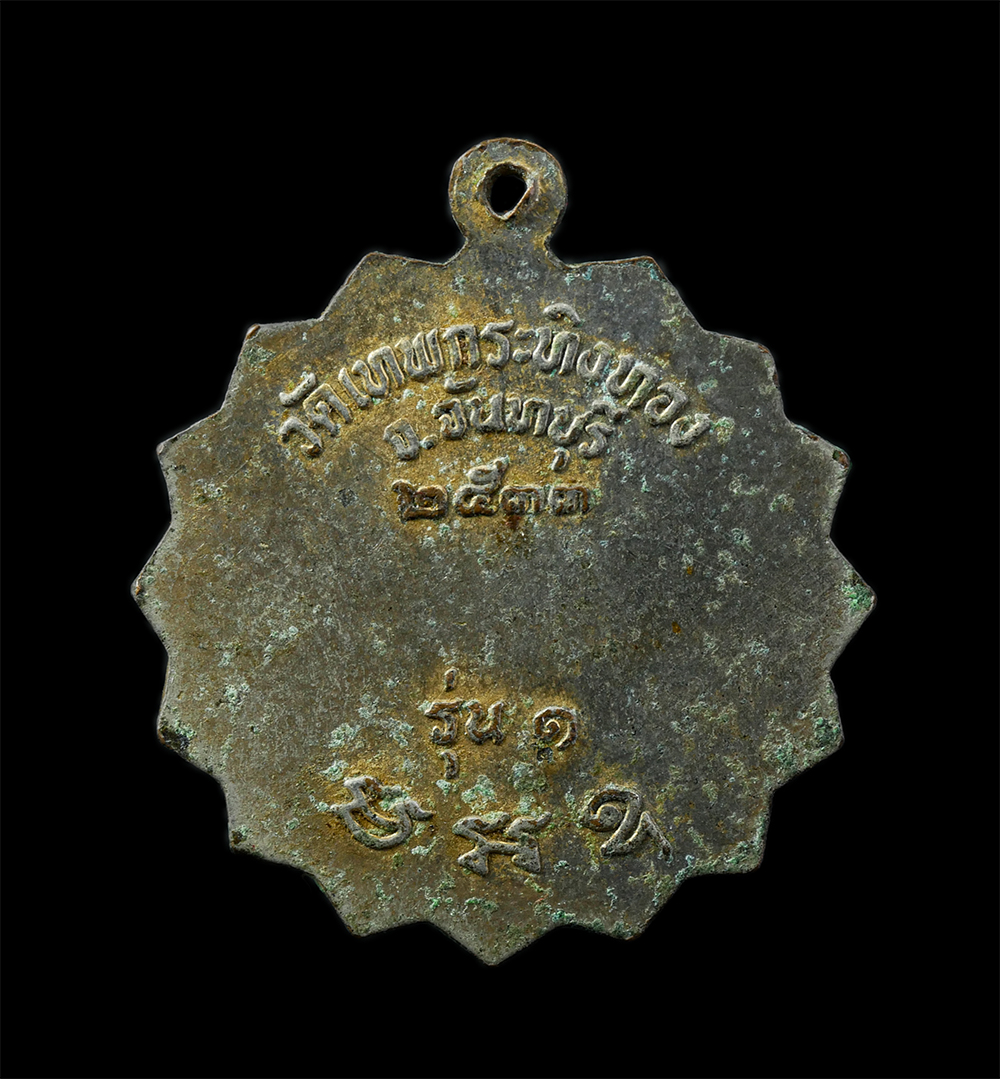 วัดเทพกระทิงทอง
จ.จันทบุรี
๒๕๓๓
รุ่น ๑